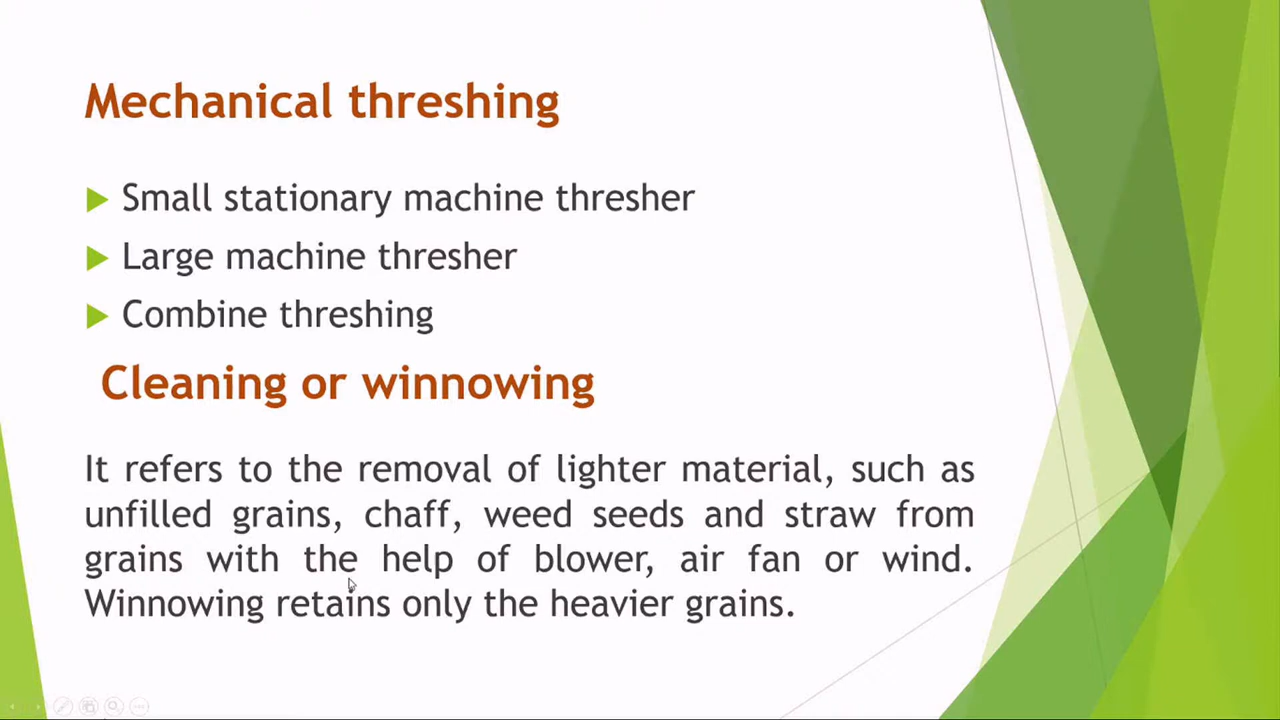 Mechanical threshing
Small stationary machine thresher
Large machine thresher
Combine threshing
Cleaning or winnowing
It refers to the removal of lighter material, such as
unfilled grains, chaff, weed seeds and straw from
grains with the help of blower, air fan or wind.
Winnowing retains only the heavier grains.